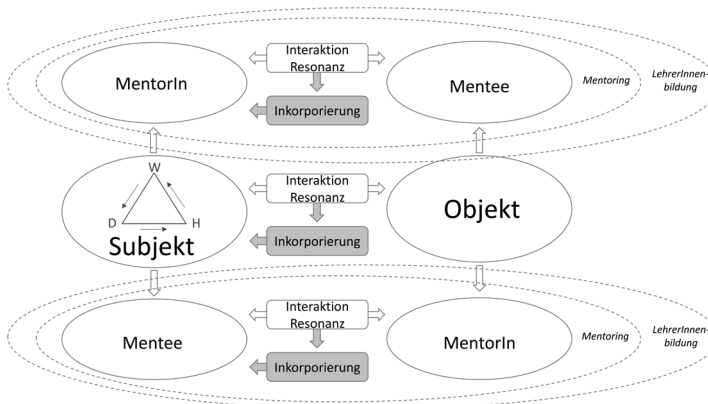 MentorIn
Interaktion
Resonanz
Inkorporierung
Mentee
Mentoring
LehrerInnen-
bildung
W
D
H
Subjekt
Interaktion
Resonanz
Inkorporierung
Objekt
Mentee
Interaktion
Resonanz
Inkorporierung
MentorIn
Mentoring
LehrerInnen-
bildung